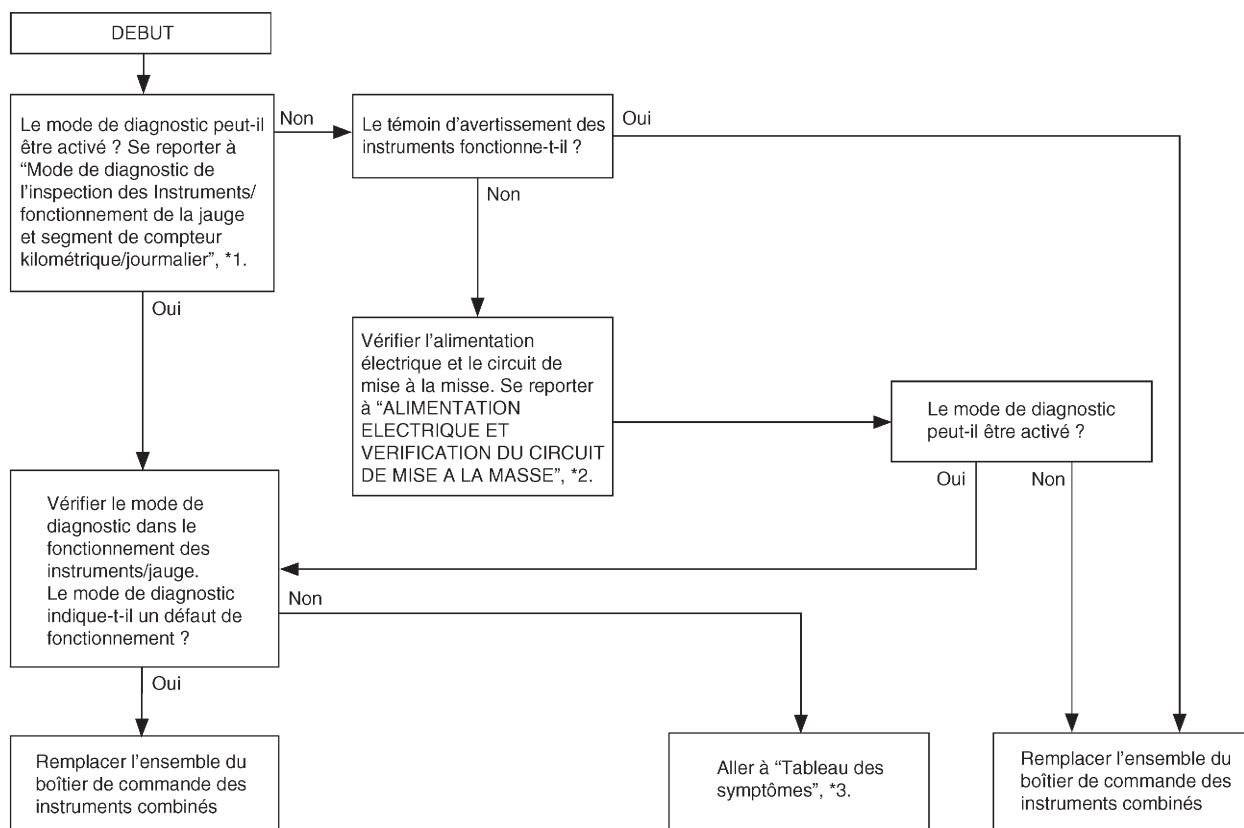 DEBUT
Le mode de diagnostic peut-il
être activé ? Se reporter à
“Mode de diagnostic de
l’inspection des Instruments/
fonctionnement de la jauge
et segment de compteur
kilométrique/journalier”, *1.
Non
Le témoin d’avertissement des
instruments fonctionne-t-il ?
Oui
Non
Oui
Vérifier l’alimentation
électrique et le circuit de
mise à la misse. Se reporter
à “ALIMENTATION
ELECTRIQUE ET
VERIFICATION DU CIRCUIT
DE MISE A LA MASSE”, *2.
Le mode de diagnostic
peut-il être activé ?
Oui
Non
Vérifier le mode de
diagnostic dans le
fonctionnement des
instruments/jauge.
Le mode de diagnostic
indique-t-il un défaut de
fonctionnement ?
Non
Oui
Remplacer l’ensemble du
boîtier de commande des
instruments combinés
Aller à “Tableau des
symptômes”, *3.
Remplacer l’ensemble du
boîtier de commande des
instruments combinés